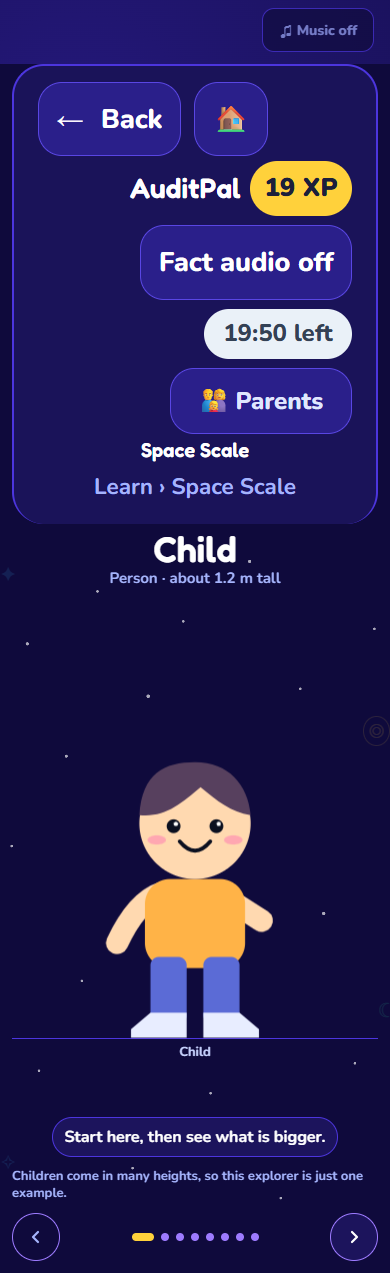 ♫ Music off
← Back
AuditPal 19 XP
Fact audio off
19:50 left
Parents
Space Scale
Learn › Space Scale
Child
Person · about 1.2 m tall
Child
Start here, then see what is bigger.
Children come in many heights, so this explorer is just one
example.